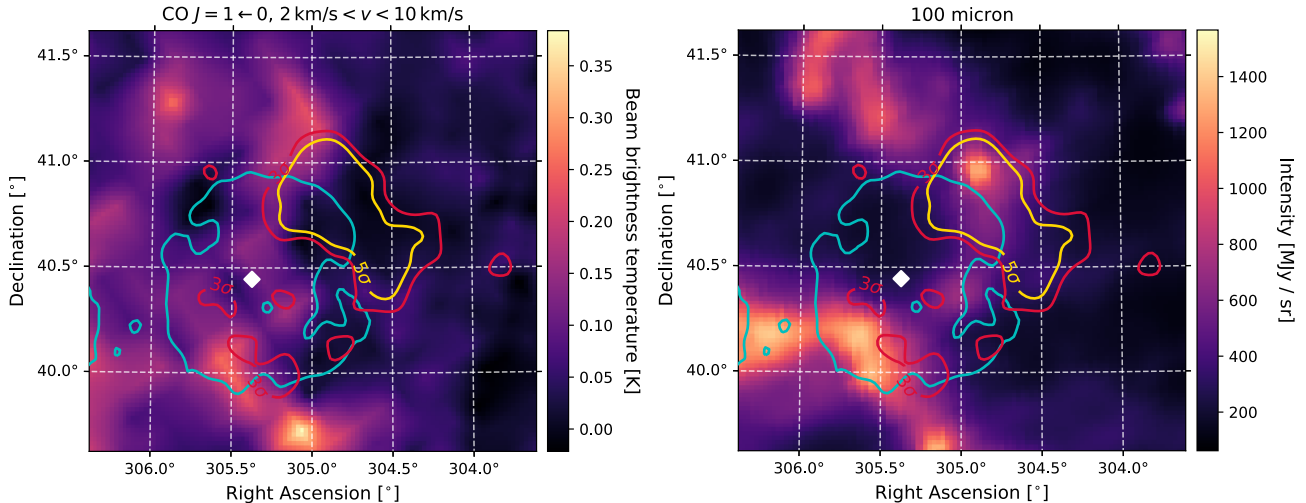 CO J = 1 ← 0, 2 km/s < v < 10 km/s
41.5°
41.0°
40.5°
40.0°
Declination [°]
306.0° 305.5° 305.0° 304.5° 304.0°
Right Ascension [°]
3σ
5σ
3σ
0.35
0.30
0.25
0.20
0.15
0.10
0.05
0.00
Beam brightness temperature [K]
100 micron
41.5°
41.0°
40.5°
40.0°
Declination [°]
306.0° 305.5° 305.0° 304.5° 304.0°
Right Ascension [°]
3σ
5σ
3σ
1400
1200
1000
800
600
400
200
Intensity [MJy / sr]